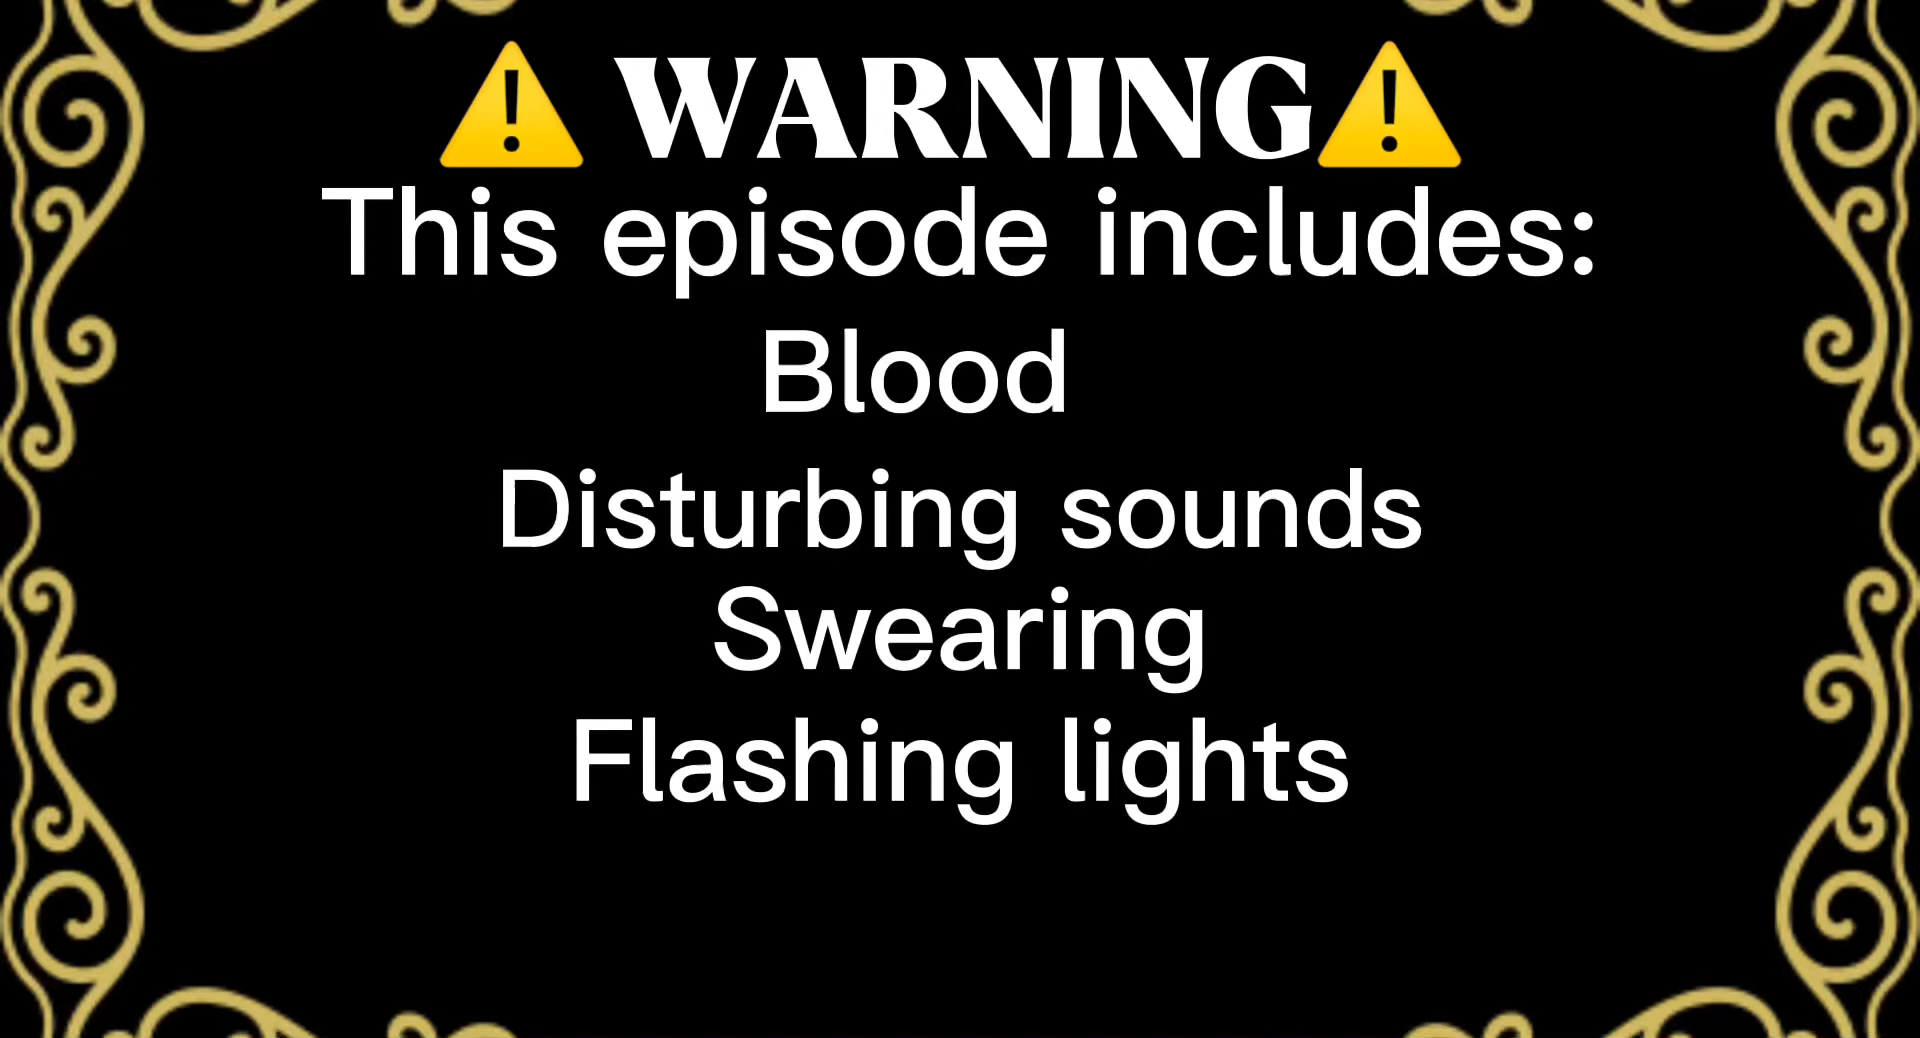 ⚠️ WARNING⚠️
This episode includes:
Blood
Disturbing sounds
Swearing
Flashing lights